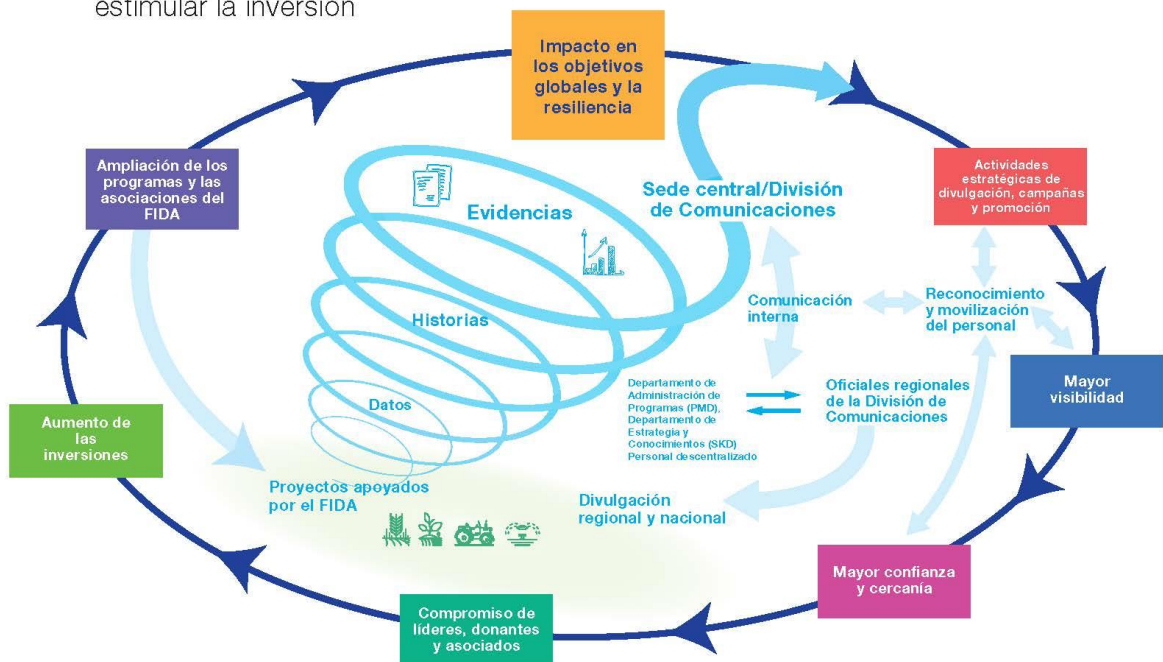 estimular la inversión
Impacto en
los objetivos
globales y la
resiliencia
Ampliación de los
programas y las
asociaciones del
FIDA
Actividades
estratégicas de
divulgación, campañas
y promoción
Evidencias
Sede central/División
de Comunicaciones
Historias
Comunicación
interna
Reconocimiento
y movilización
del personal
Datos
Departamento de
Administración de
Programas (PMD),
Departamento de
Estrategia y
Conocimientos (SKD)
Personal descentralizado
Oficiales regionales
de la División de
Comunicaciones
Mayor
visibilidad
Aumento de
las
inversiones
Proyectos apoyados
por el FIDA
Divulgación
regional y nacional
Mayor confianza
y cercanía
Compromiso de
líderes, donantes
y asociados